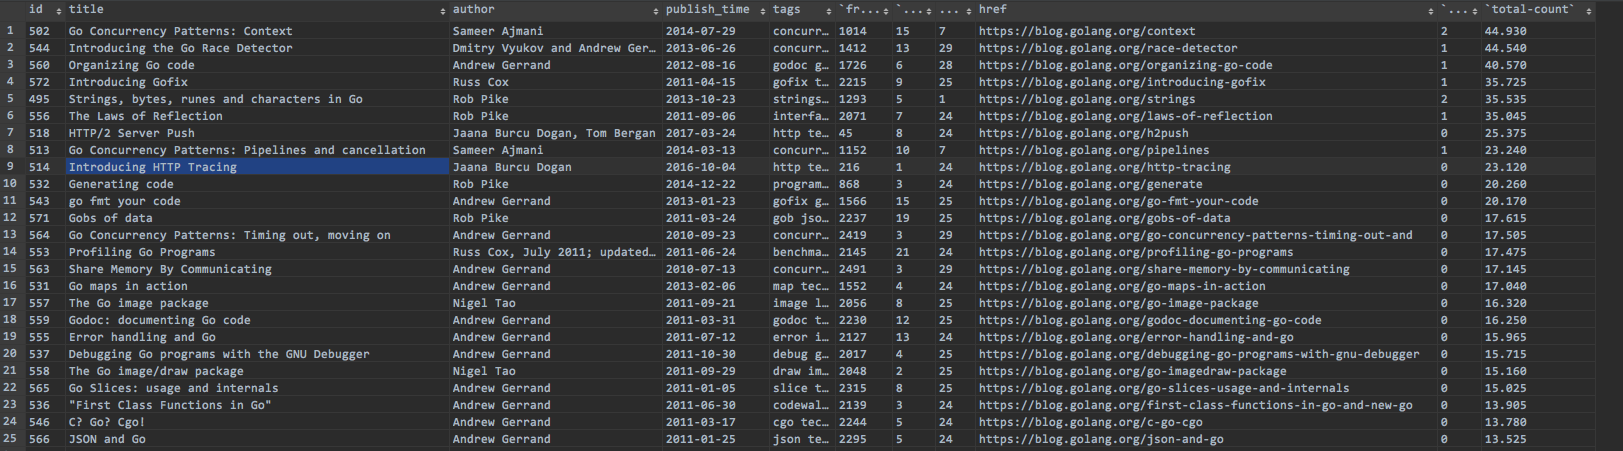 id title author publish_time tags `fr... `... ... href `... `total-count`
1 502 Go Concurrency Patterns: Context Sameer Ajmani 2014-07-29 concurr... 1014 15 7 https://blog.golang.org/context 2 44.930
2 544 Introducing the Go Race Detector Dmitry Vyukov and Andrew Ger... 2013-06-26 concurr... 1412 13 29 https://blog.golang.org/race-detector 1 44.540
3 560 Organizing Go code Andrew Gerrand 2012-08-16 godoc g... 1726 6 28 https://blog.golang.org/organizing-go-code 1 40.570
4 572 Introducing Gofix Russ Cox 2011-04-15 gofix t... 2215 9 25 https://blog.golang.org/introducing-gofix 1 35.725
5 495 Strings, bytes, runes and characters in Go Rob Pike 2013-10-23 strings... 1293 5 1 https://blog.golang.org/strings 2 35.535
6 556 The Laws of Reflection Rob Pike 2011-09-06 interfa... 2071 7 24 https://blog.golang.org/laws-of-reflection 1 35.045
7 518 HTTP/2 Server Push Jaana Burcu Dogan, Tom Bergan 2017-03-24 http te... 45 8 24 https://blog.golang.org/h2push 0 25.375
8 513 Go Concurrency Patterns: Pipelines and cancellation Sameer Ajmani 2014-03-13 concurr... 1152 10 7 https://blog.golang.org/pipelines 1 23.240
9 514 Introducing HTTP Tracing Jaana Burcu Dogan 2016-10-04 http te... 216 1 24 https://blog.golang.org/http-tracing 0 23.120
10 532 Generating code Rob Pike 2014-12-22 program... 868 3 24 https://blog.golang.org/generate 0 20.260
11 543 go fmt your code Andrew Gerrand 2013-01-23 gofix g... 1566 15 25 https://blog.golang.org/go-fmt-your-code 0 20.170
12 571 Gobs of data Rob Pike 2011-03-24 gob jso... 2237 19 25 https://blog.golang.org/gobs-of-data 0 17.615
13 564 Go Concurrency Patterns: Timing out, moving on Andrew Gerrand 2010-09-23 concurr... 2419 3 29 https://blog.golang.org/go-concurrency-patterns-timing-out-and 0 17.505
14 553 Profiling Go Programs Russ Cox, July 2011; updated... 2011-06-24 benchma... 2145 21 24 https://blog.golang.org/profiling-go-programs 0 17.475
15 563 Share Memory By Communicating Andrew Gerrand 2010-07-13 concurr... 2491 3 29 https://blog.golang.org/share-memory-by-communicating 0 17.145
16 531 Go maps in action Andrew Gerrand 2013-02-06 map tec... 1552 4 24 https://blog.golang.org/go-maps-in-action 0 17.040
17 557 The Go image package Nigel Tao 2011-09-21 image l... 2056 8 25 https://blog.golang.org/go-image-package 0 16.320
18 559 Godoc: documenting Go code Andrew Gerrand 2011-03-31 godoc t... 2230 12 25 https://blog.golang.org/godoc-documenting-go-code 0 16.250
19 555 Error handling and Go Andrew Gerrand 2011-07-12 error i... 2127 13 24 https://blog.golang.org/error-handling-and-go 0 15.965
20 537 Debugging Go programs with the GNU Debugger Andrew Gerrand 2011-10-30 debug g... 2017 4 25 https://blog.golang.org/debugging-go-programs-with-gnu-debugger 0 15.715
21 558 The Go image/draw package Nigel Tao 2011-09-29 draw im... 2048 2 25 https://blog.golang.org/go-imagedraw-package 0 15.160
22 565 Go Slices: usage and internals Andrew Gerrand 2011-01-05 slice t... 2315 8 25 https://blog.golang.org/go-slices-usage-and-internals 0 15.025
23 536 "First Class Functions in Go" Andrew Gerrand 2011-06-30 codewal... 2139 3 24 https://blog.golang.org/first-class-functions-in-go-and-new-go 0 13.905
24 546 C? Go? Cgo! Andrew Gerrand 2011-03-17 cgo tec... 2244 5 24 https://blog.golang.org/c-go-cgo 0 13.780
25 566 JSON and Go Andrew Gerrand 2011-01-25 json te... 2295 5 24 https://blog.golang.org/json-and-go 0 13.525